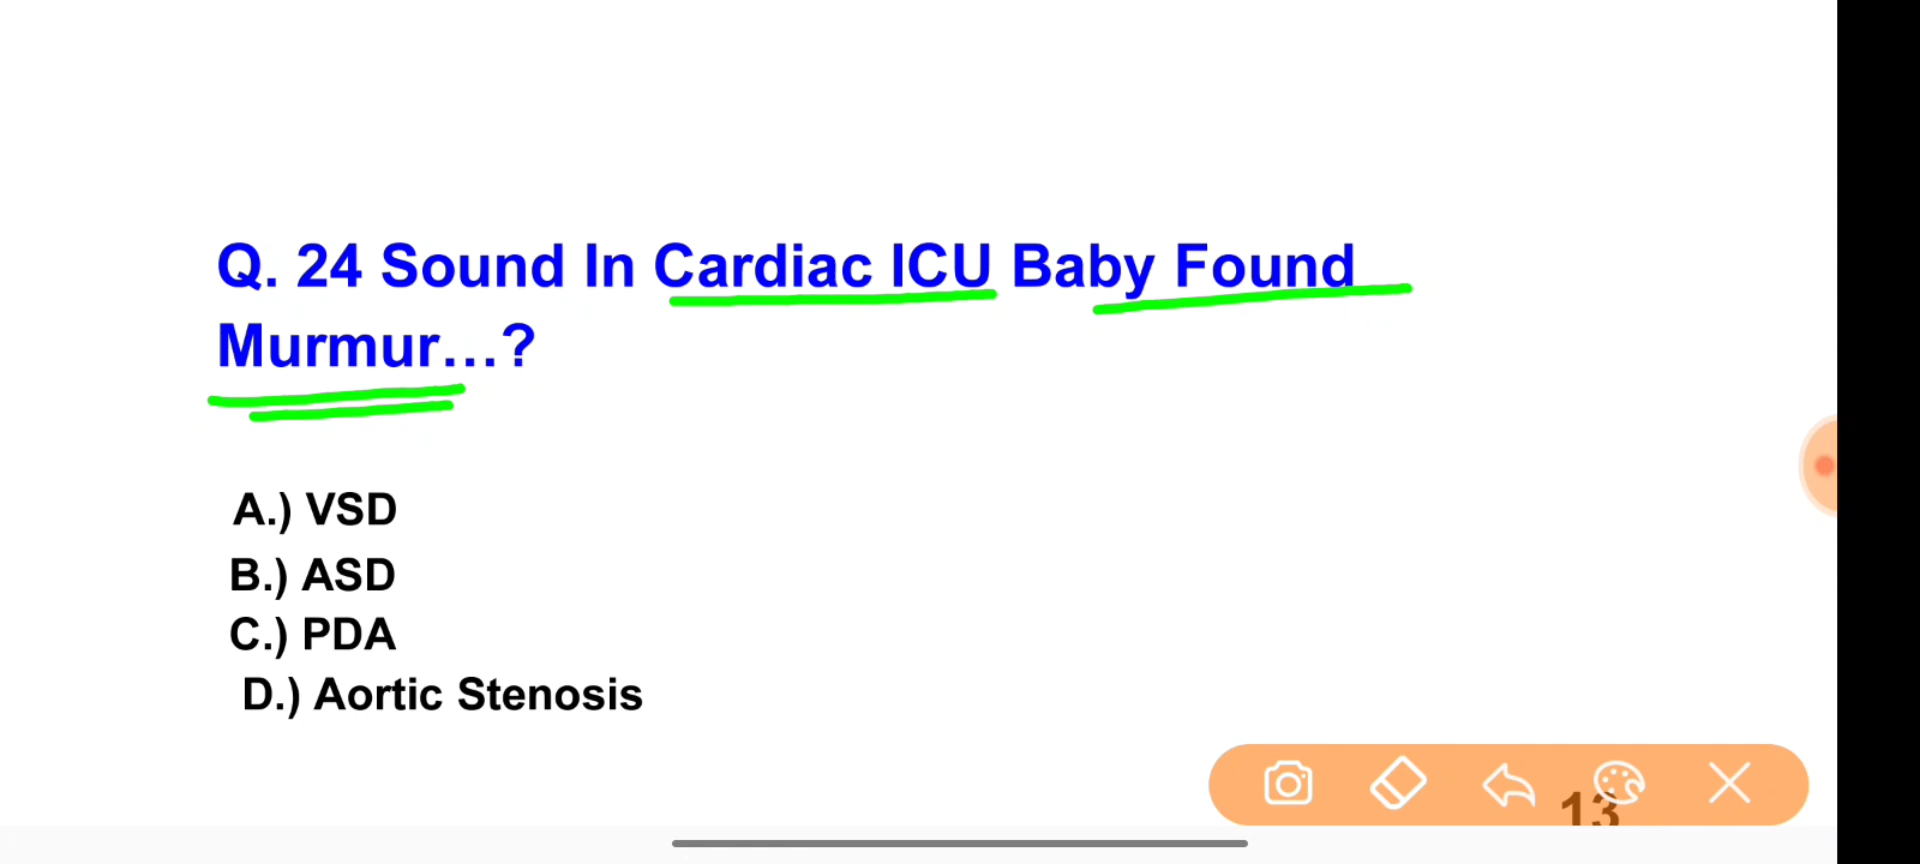 Q. 24 Sound In Cardiac ICU Baby Found
Murmur...?
A.) VSD
B.) ASD
C.) PDA
D.) Aortic Stenosis
13